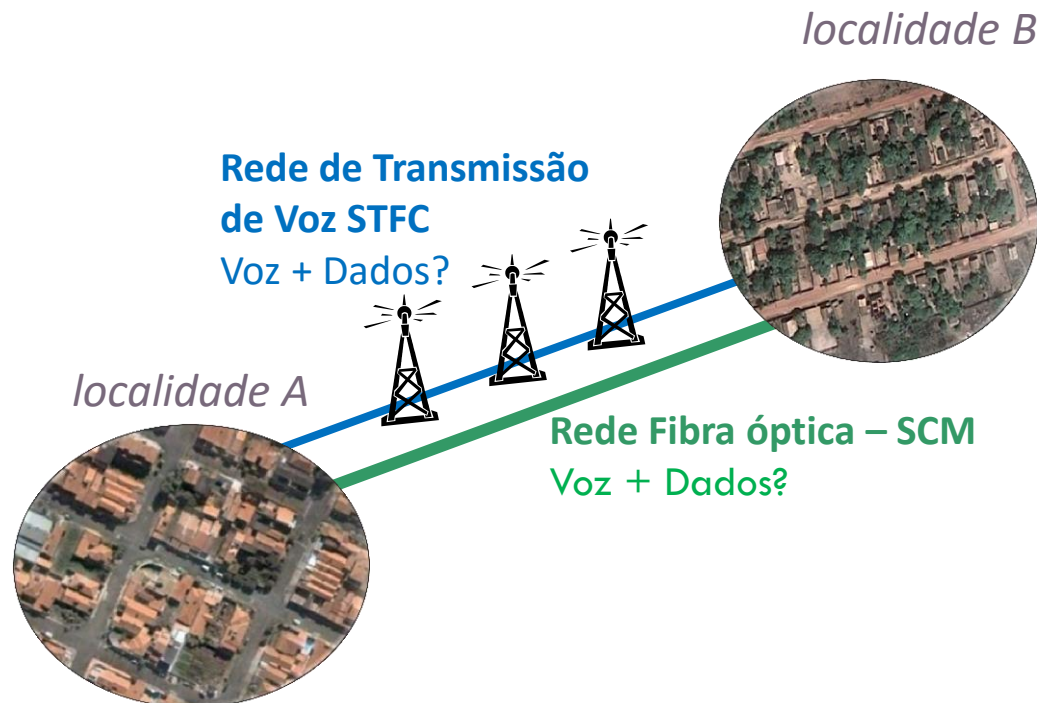 localidade B
Rede de Transmissão
de Voz STFC
Voz + Dados?
localidade A
Rede Fibra óptica – SCM
Voz + Dados?